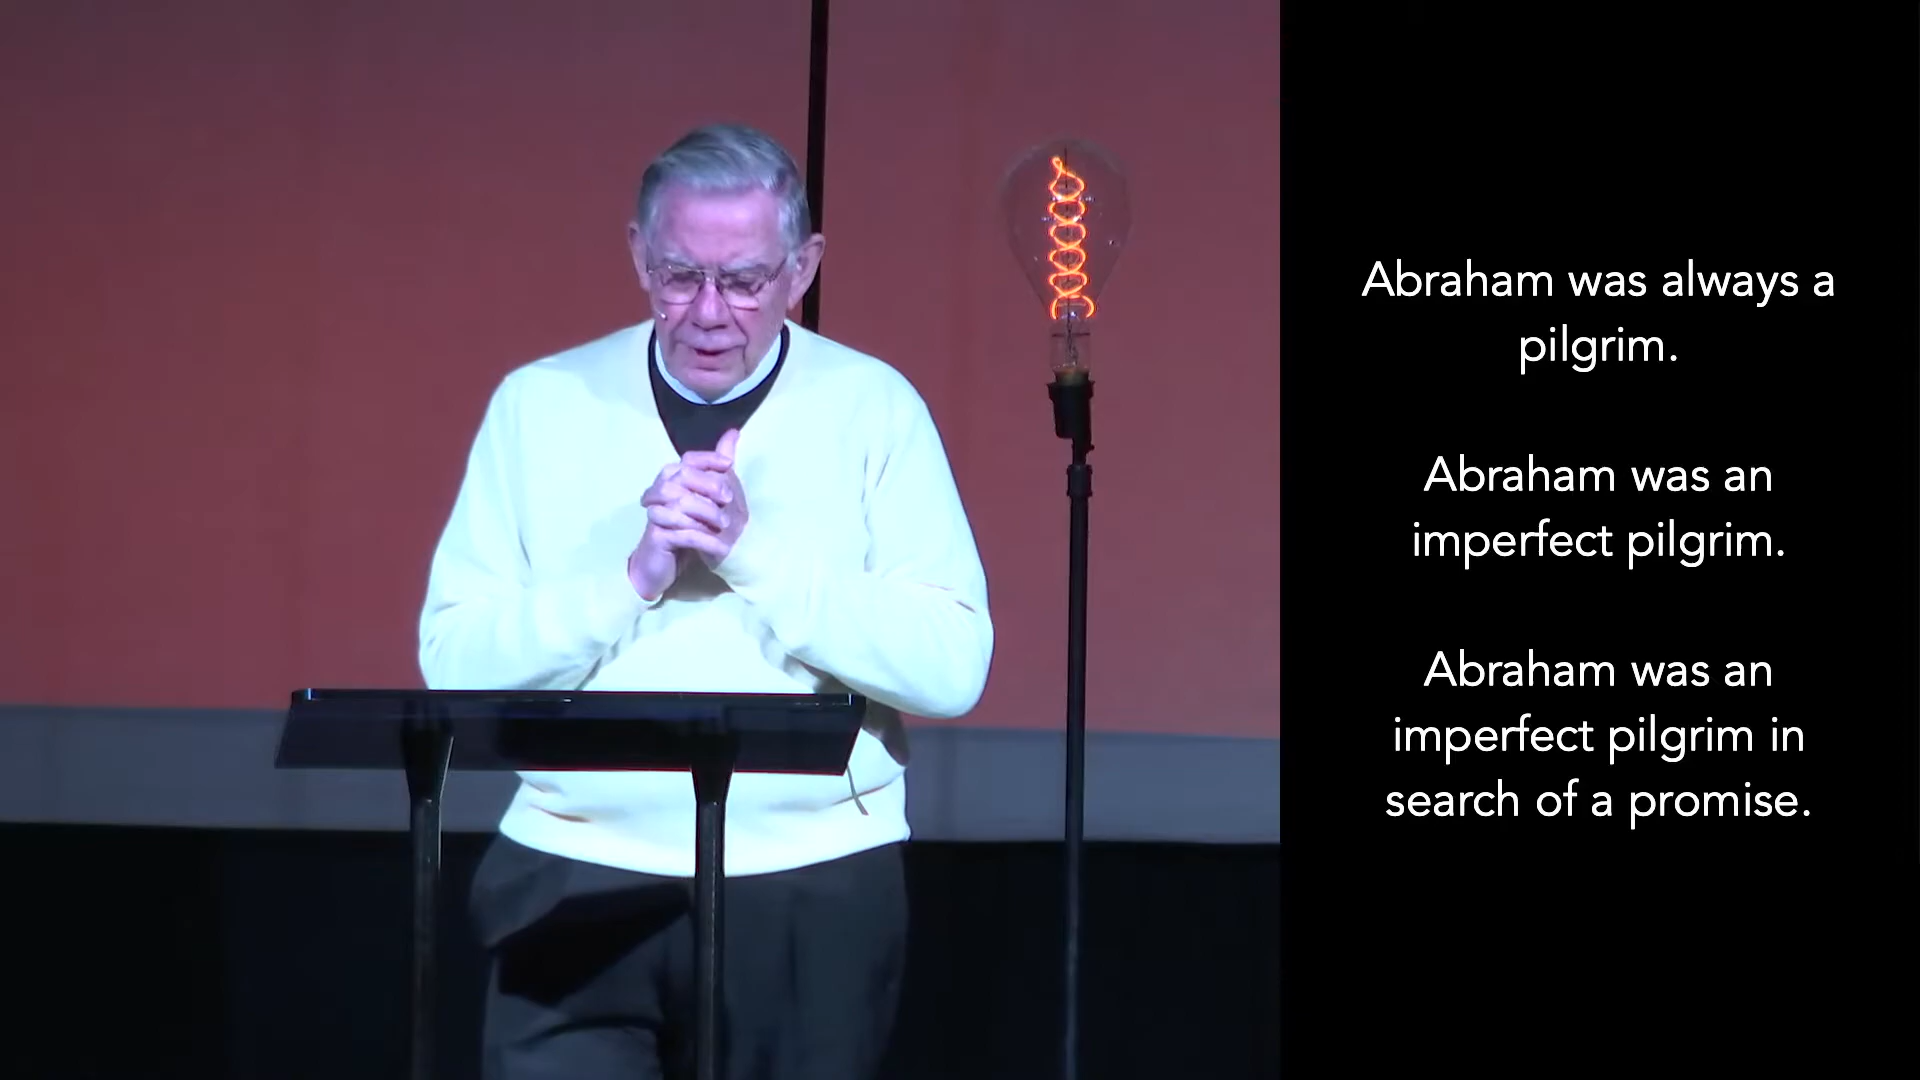 Abraham was always a
pilgrim.
Abraham was an
imperfect pilgrim.
Abraham was an
imperfect pilgrim in
search of a promise.